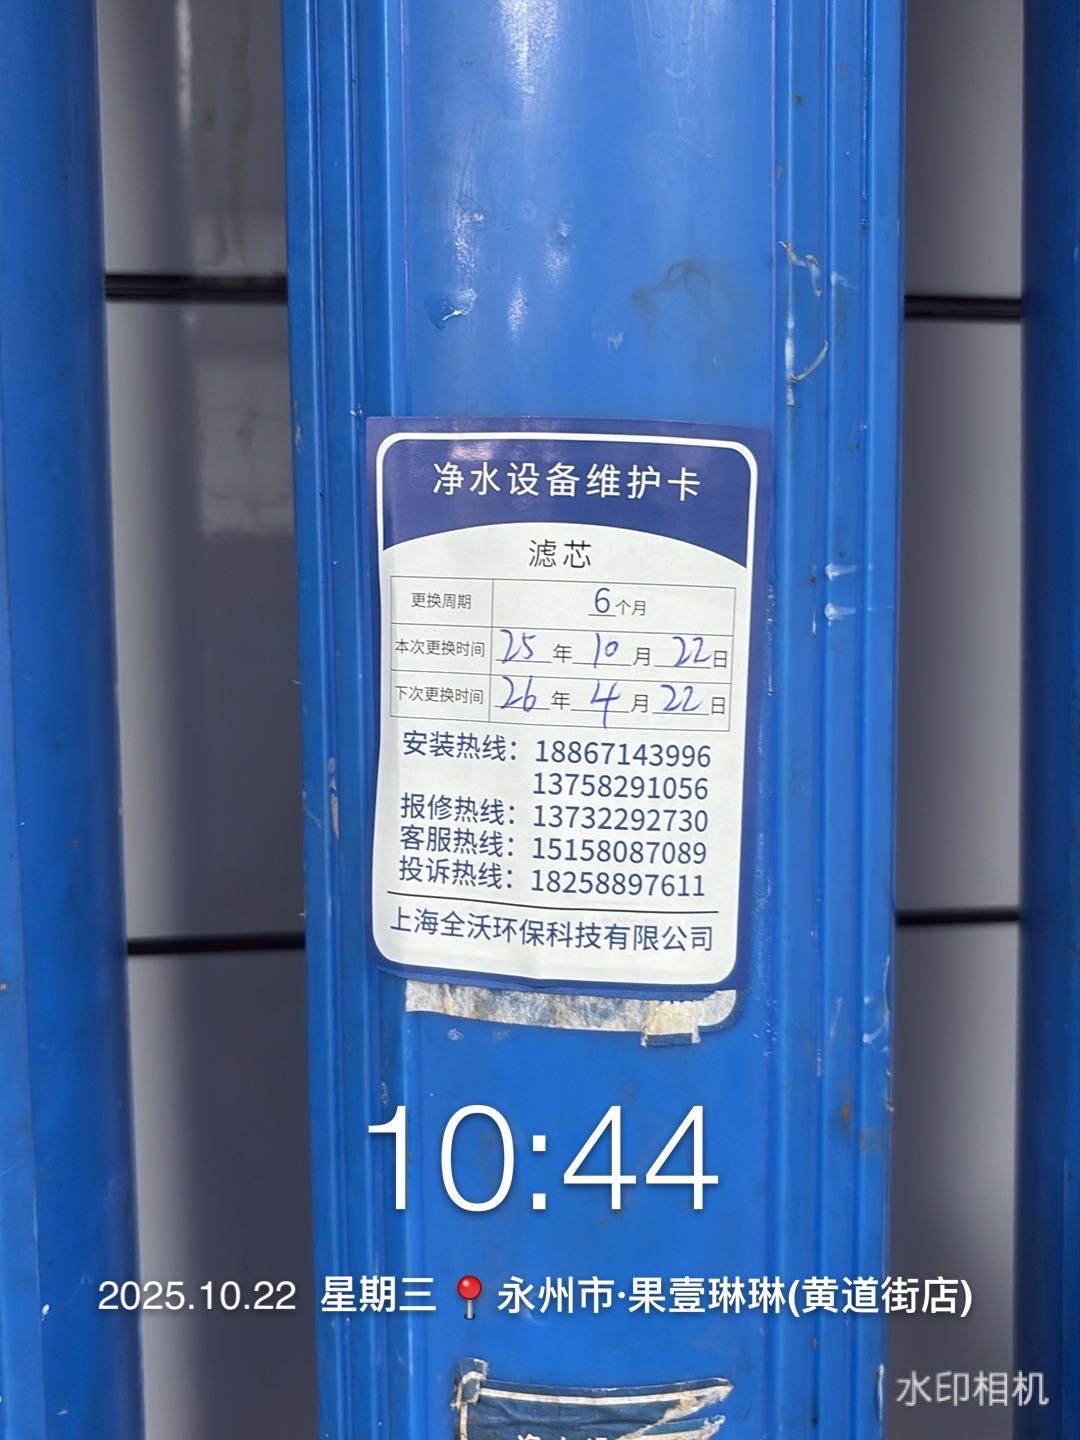 净水设备维护卡
滤芯
更换周期 6个月
本次更换时间 25年10月22日
下次更换时间 26年4月22日
安装热线：18867143996
13758291056
报修热线：13732292730
客服热线：15158087089
投诉热线：18258897611
上海全沃环保科技有限公司
10:44
2025.10.22 星期三 📍永州市·果壹琳琳(黄道街店)
水印相机